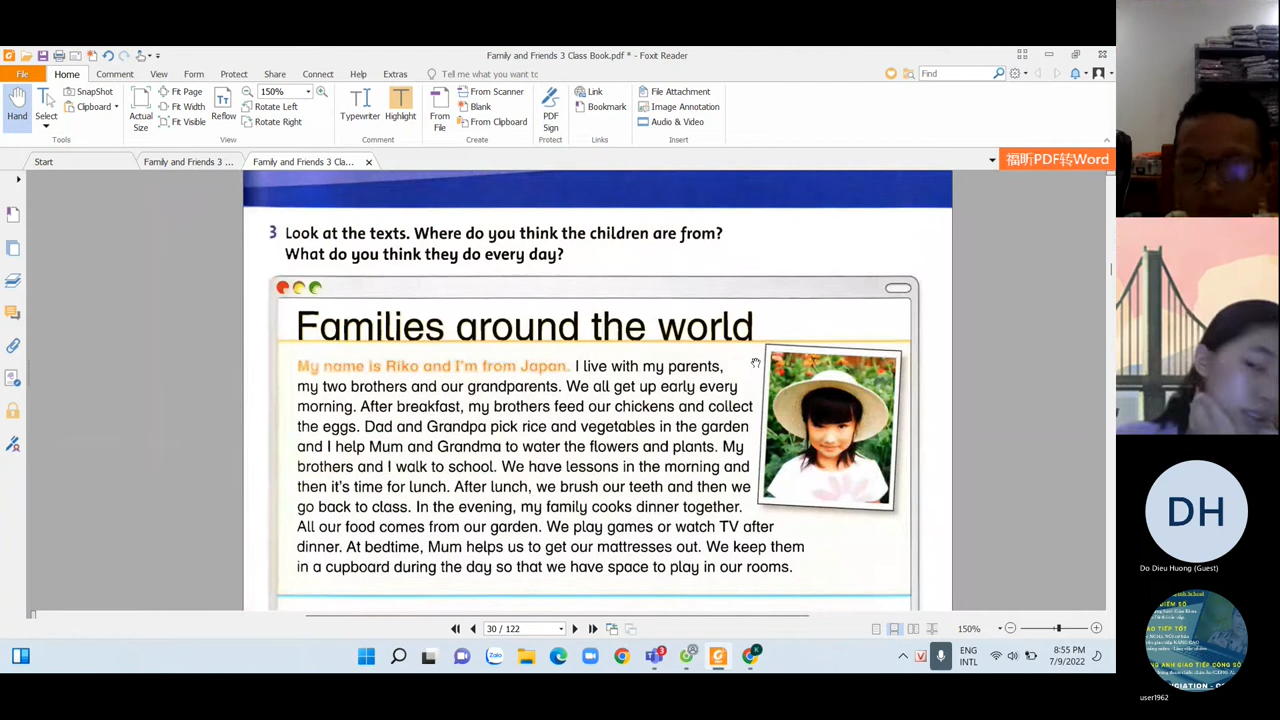 Family and Friends 3 Class Book.pdf * - Foxit Reader
File Home Comment View Form Protect Share Connect Help Extras Tell me what you want to Find
Hand
Select
SnapShot
Clipboard
Tools
Actual Size
Fit Page
Fit Width
Fit Visible
Reflow
150%
Rotate Left
Rotate Right
View
Typewriter
Highlight
Comment
From File
From Scanner
Blank
From Clipboard
Create
PDF Sign
Protect
Link
Bookmark
Links
File Attachment
Image Annotation
Audio & Video
Insert
Start
Family and Friends 3 ...
Family and Friends 3 Cla...
福昕PDF转Word
3 Look at the texts. Where do you think the children are from?
What do you think they do every day?
Families around the world
My name is Riko and I'm from Japan. I live with my parents,
my two brothers and our grandparents. We all get up early every
morning. After breakfast, my brothers feed our chickens and collect
the eggs. Dad and Grandpa pick rice and vegetables in the garden
and I help Mum and Grandma to water the flowers and plants. My
brothers and I walk to school. We have lessons in the morning and
then it's time for lunch. After lunch, we brush our teeth and then we
go back to class. In the evening, my family cooks dinner together.
All our food comes from our garden. We play games or watch TV after
dinner. At bedtime, Mum helps us to get our mattresses out. We keep them
in a cupboard during the day so that we have space to play in our rooms.
30 / 122
150%
Zalo
3
ENG
INTL
8:55 PM
7/9/2022
DH
Do Dieu Huong (Guest)
user1962